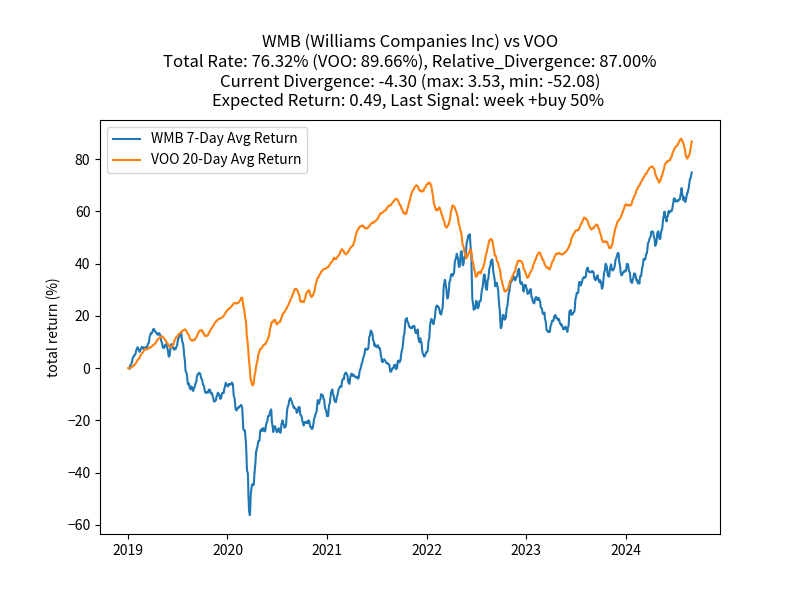 WMB (Williams Companies Inc) vs VOO
Total Rate: 76.32% (VOO: 89.66%), Relative_Divergence: 87.00%
Current Divergence: -4.30 (max: 3.53, min: -52.08)
Expected Return: 0.49, Last Signal: week +buy 50%
WMB 7-Day Avg Return
VOO 20-Day Avg Return
total return (%)
80
60
40
20
0
−20
−40
−60
2019
2020
2021
2022
2023
2024